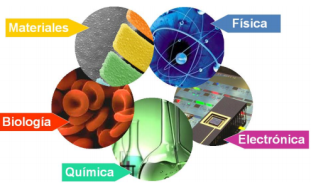 Materiales
Física
Biología
Electrónica
Química